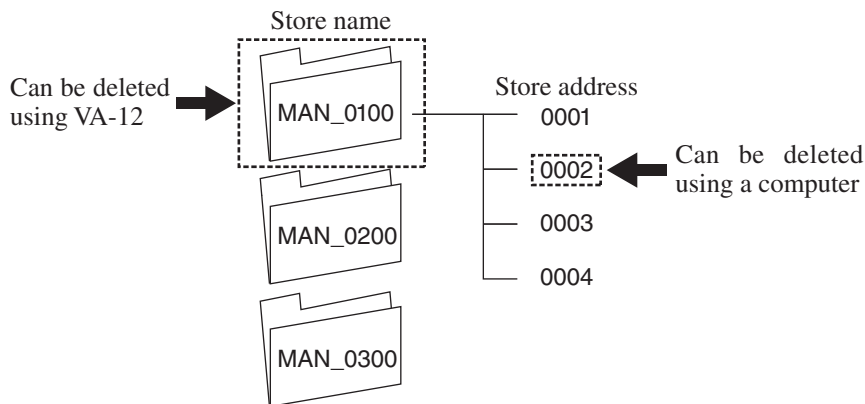 Store name
Can be deleted
using VA-12
MAN_0100
Store address
0001
0002
Can be deleted
using a computer
0003
0004
MAN_0200
MAN_0300